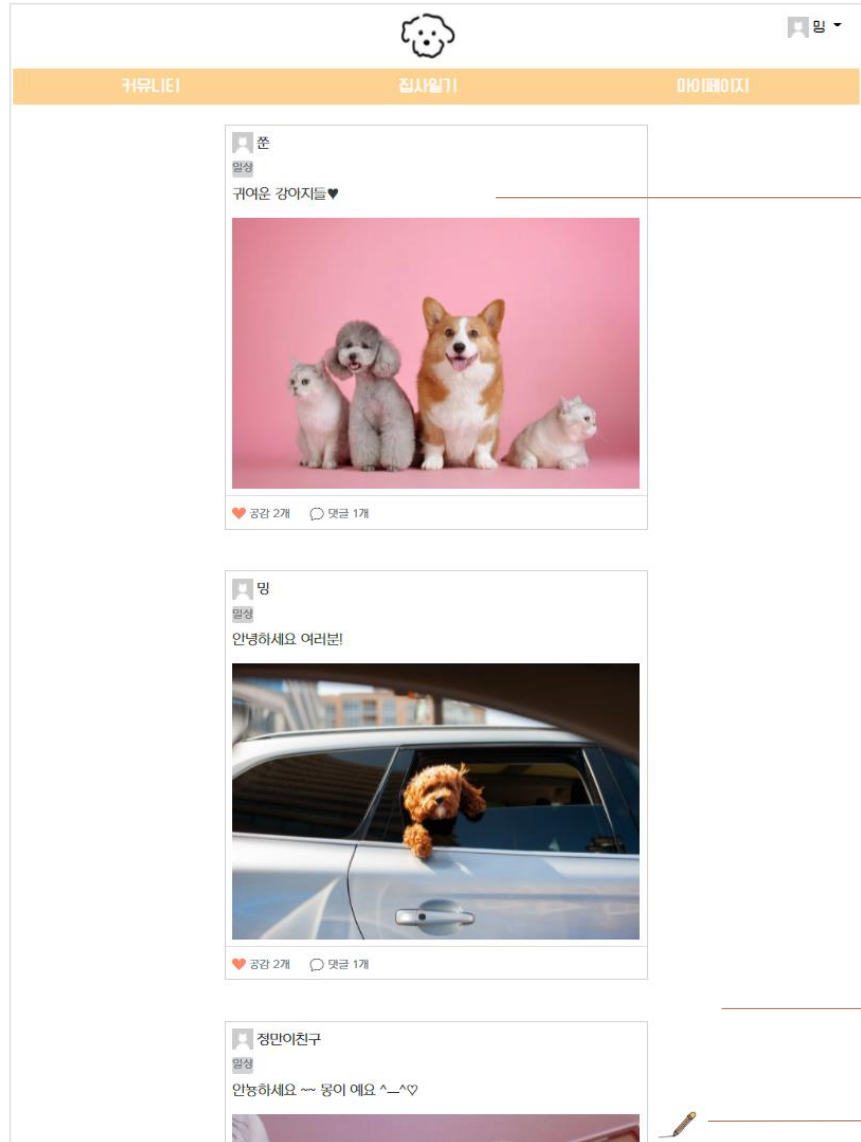 밍
커뮤니티
집사일기
마이페이지
쭌
일상
귀여운 강아지들♥
공감 2개 댓글 1개
밍
일상
안녕하세요 여러분!
공감 2개 댓글 1개
정만이친구
일상
안뇽하세요 ~~ 몽이 예요 ^__^♡